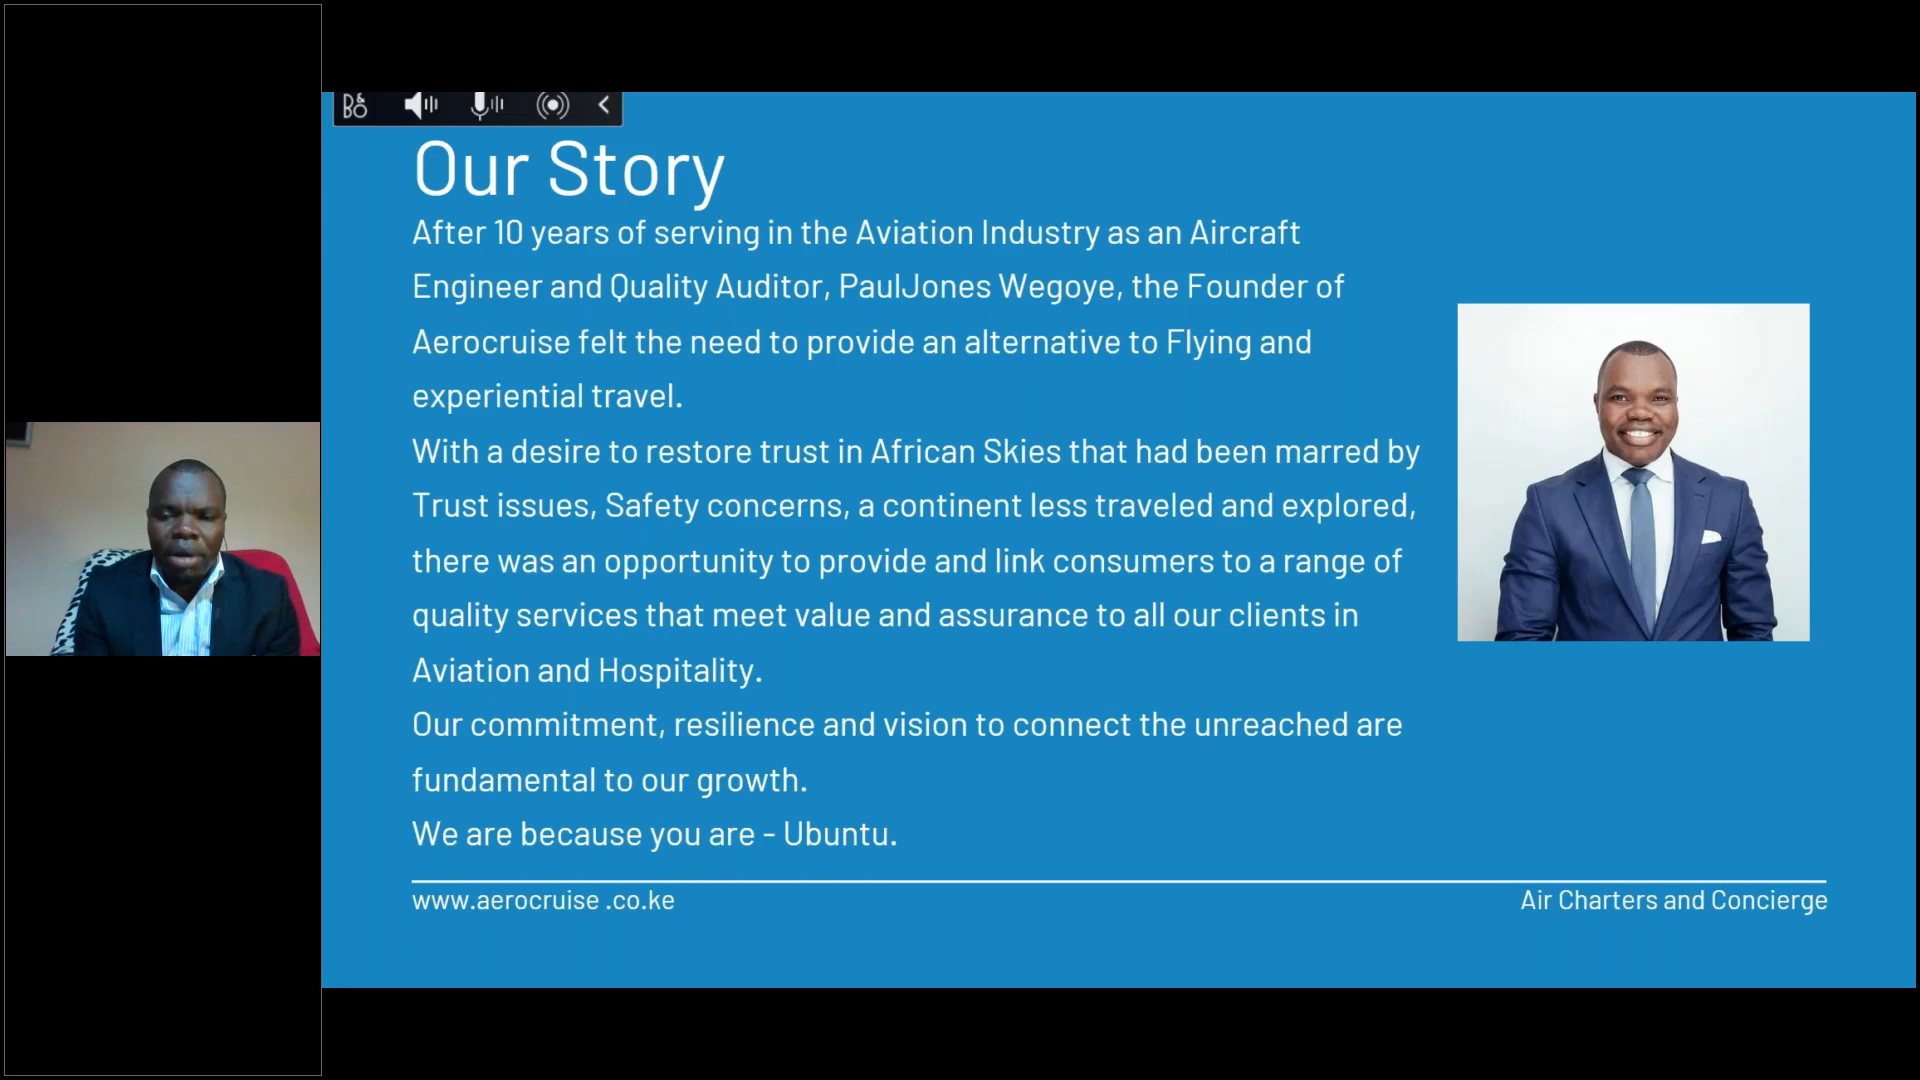 B&O
Our Story
After 10 years of serving in the Aviation Industry as an Aircraft
Engineer and Quality Auditor, PaulJones Wegoye, the Founder of
Aerocruise felt the need to provide an alternative to Flying and
experiential travel.
With a desire to restore trust in African Skies that had been marred by
Trust issues, Safety concerns, a continent less traveled and explored,
there was an opportunity to provide and link consumers to a range of
quality services that meet value and assurance to all our clients in
Aviation and Hospitality.
Our commitment, resilience and vision to connect the unreached are
fundamental to our growth.
We are because you are - Ubuntu.
www.aerocruise .co.ke
Air Charters and Concierge